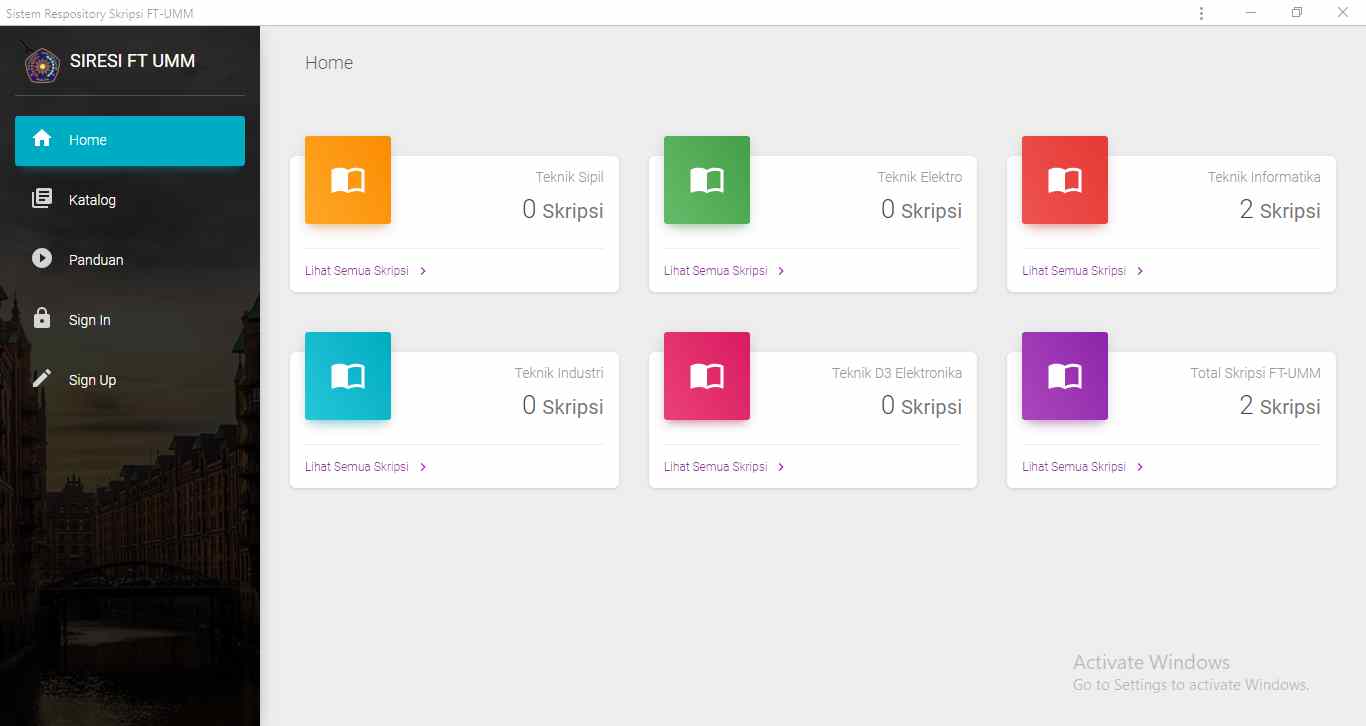 Sistem Respository Skripsi FT-UMM
SIRESI FT UMM
Home
Katalog
Panduan
Sign In
Sign Up
Home
Teknik Sipil
0 Skripsi
Lihat Semua Skripsi
Teknik Elektro
0 Skripsi
Lihat Semua Skripsi
Teknik Informatika
2 Skripsi
Lihat Semua Skripsi
Teknik Industri
0 Skripsi
Lihat Semua Skripsi
Teknik D3 Elektronika
0 Skripsi
Lihat Semua Skripsi
Total Skripsi FT-UMM
2 Skripsi
Lihat Semua Skripsi
Activate Windows
Go to Settings to activate Windows.